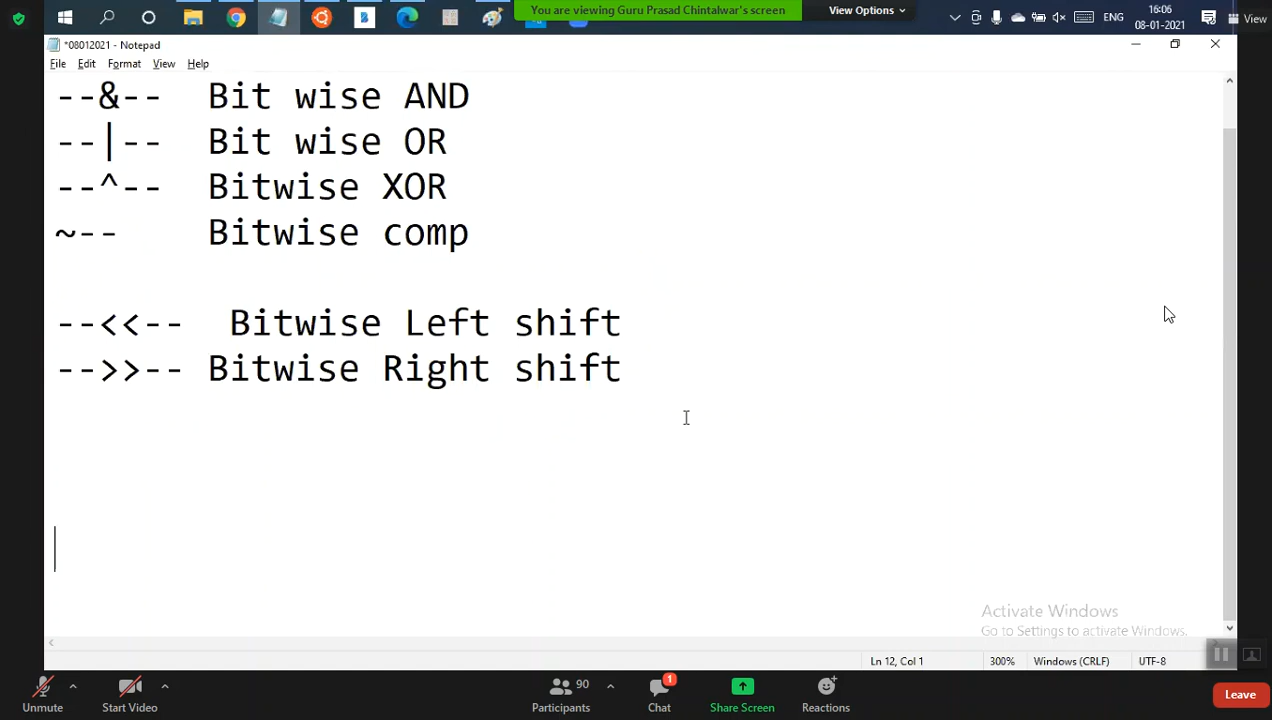 You are viewing Guru Prasad Chintalwar's screen
View Options
ENG
16:06
08-01-2021
View
*08012021 - Notepad
File Edit Format View Help
--&-- Bit wise AND
--|-- Bit wise OR
--^-- Bitwise XOR
~-- Bitwise comp
--<<-- Bitwise Left shift
-->>-- Bitwise Right shift
Activate Windows
Go to Settings to activate Windows.
Ln 12, Col 1
300%
Windows (CRLF)
UTF-8
Unmute
Start Video
90
Participants
1
Chat
Share Screen
Reactions
Leave